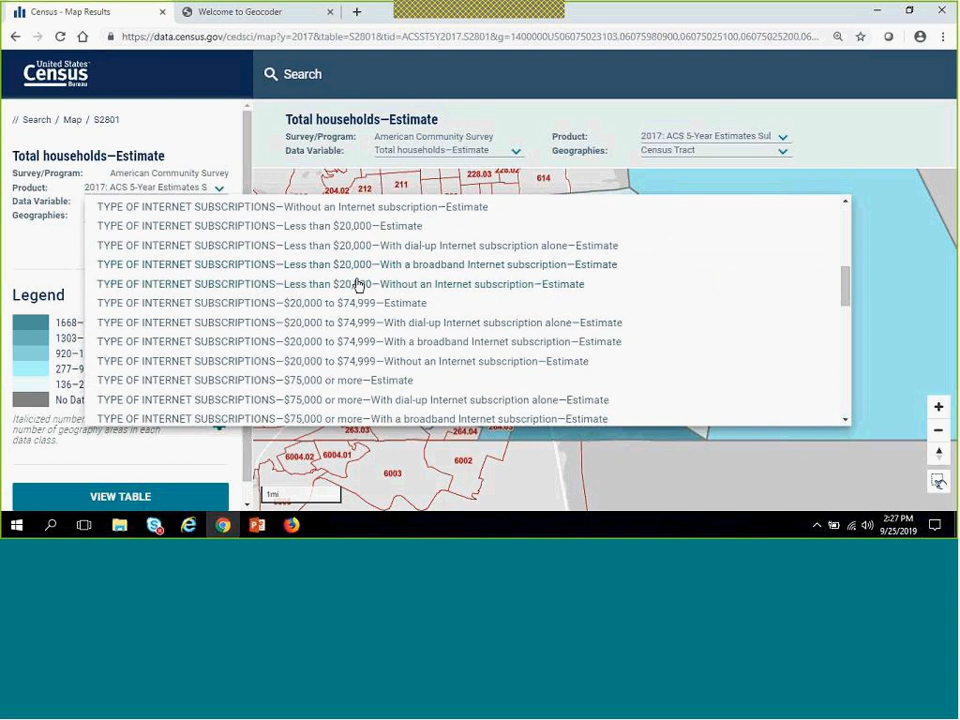 Census - Map Results
Welcome to Geocoder
https://data.census.gov/cedsci/map?y=2017&table=S2801&tid=ACSST5Y2017.S2801&g=1400000US06075023103,06075980900,06075025100,06075025200,06...
United States
Census
Bureau
Search
// Search / Map / S2801
Total households—Estimate
Survey/Program: American Community Survey
Product: 2017: ACS 5-Year Estimates S
Data Variable:
Geographies:
Total households—Estimate
Survey/Program: American Community Survey
Data Variable: Total households—Estimate
Product: 2017: ACS 5-Year Estimates Sul
Geographies: Census Tract
204.02
212
211
228.03
228.02
614
TYPE OF INTERNET SUBSCRIPTIONS—Without an Internet subscription—Estimate
TYPE OF INTERNET SUBSCRIPTIONS—Less than $20,000—Estimate
TYPE OF INTERNET SUBSCRIPTIONS—Less than $20,000—With dial-up Internet subscription alone—Estimate
TYPE OF INTERNET SUBSCRIPTIONS—Less than $20,000—With a broadband Internet subscription—Estimate
TYPE OF INTERNET SUBSCRIPTIONS—Less than $20,000—Without an Internet subscription—Estimate
TYPE OF INTERNET SUBSCRIPTIONS—$20,000 to $74,999—Estimate
TYPE OF INTERNET SUBSCRIPTIONS—$20,000 to $74,999—With dial-up Internet subscription alone—Estimate
TYPE OF INTERNET SUBSCRIPTIONS—$20,000 to $74,999—With a broadband Internet subscription—Estimate
TYPE OF INTERNET SUBSCRIPTIONS—$20,000 to $74,999—Without an Internet subscription—Estimate
TYPE OF INTERNET SUBSCRIPTIONS—$75,000 or more—Estimate
TYPE OF INTERNET SUBSCRIPTIONS—$75,000 or more—With dial-up Internet subscription alone—Estimate
TYPE OF INTERNET SUBSCRIPTIONS—$75,000 or more—With a broadband Internet subscription—Estimate
Legend
1668–
1303–
920–1
277–9
136–2
No Dat
Italicized number
number of geography areas in each
data class.
VIEW TABLE
263.03
264.04
6004.02
6004.01
6003
6002
1mi
2:27 PM
9/25/2019